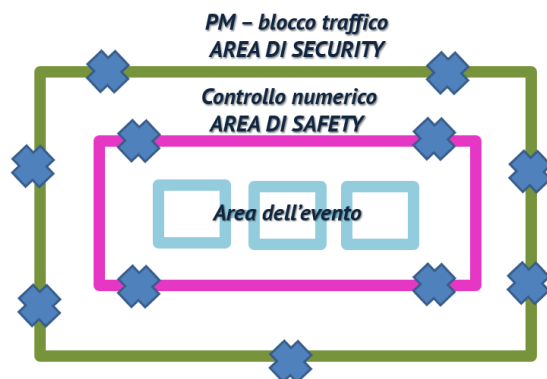 PM – blocco traffico
AREA DI SECURITY
Controllo numerico
AREA DI SAFETY
Area dell'evento